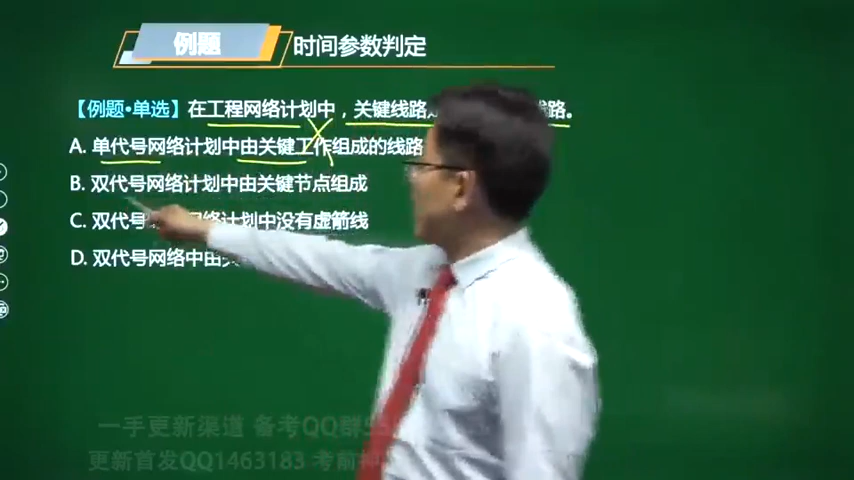 例题
时间参数判定
【例题•单选】在工程网络计划中，关键线路 线路。
A. 单代号网络计划中由关键工作组成的线路
B. 双代号网络计划中由关键节点组成
C. 双代号 网络计划中没有虚箭线
D. 双代号网络中由关
一手更新渠道 备考QQ群
更新首发QQ1463183 考前